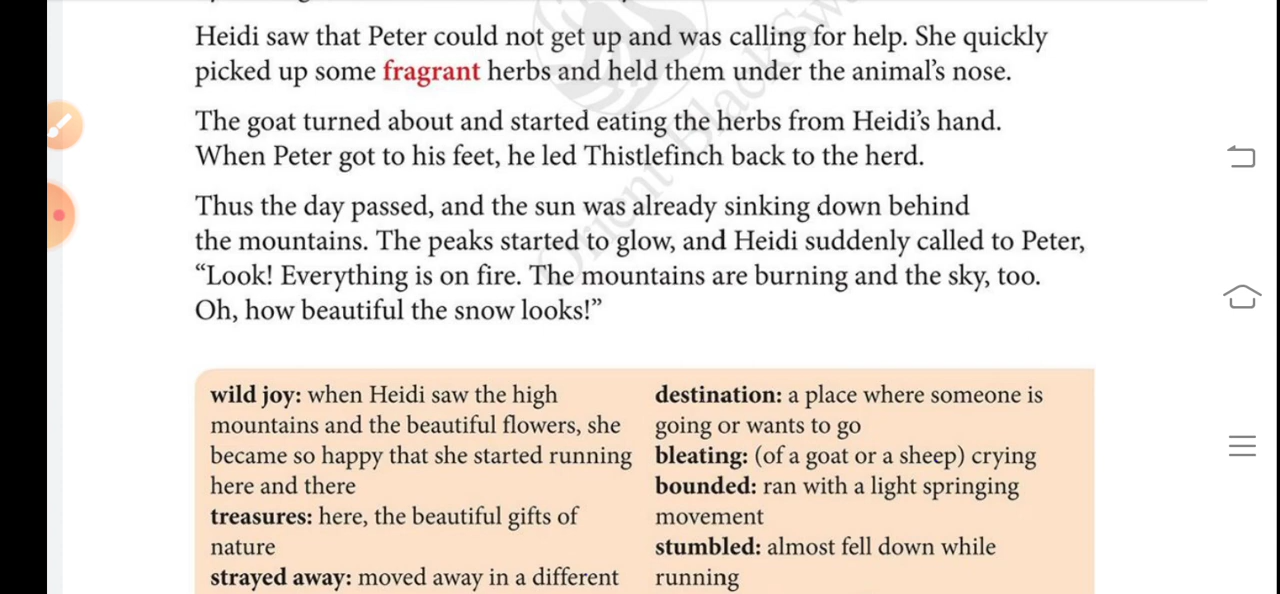 Heidi saw that Peter could not get up and was calling for help. She quickly
picked up some fragrant herbs and held them under the animal's nose.
The goat turned about and started eating the herbs from Heidi's hand.
When Peter got to his feet, he led Thistlefinch back to the herd.
Thus the day passed, and the sun was already sinking down behind
the mountains. The peaks started to glow, and Heidi suddenly called to Peter,
“Look! Everything is on fire. The mountains are burning and the sky, too.
Oh, how beautiful the snow looks!”
wild joy: when Heidi saw the high
mountains and the beautiful flowers, she
became so happy that she started running
here and there
treasures: here, the beautiful gifts of
nature
strayed away: moved away in a different
destination: a place where someone is
going or wants to go
bleating: (of a goat or a sheep) crying
bounded: ran with a light springing
movement
stumbled: almost fell down while
running
Orient Black Swan